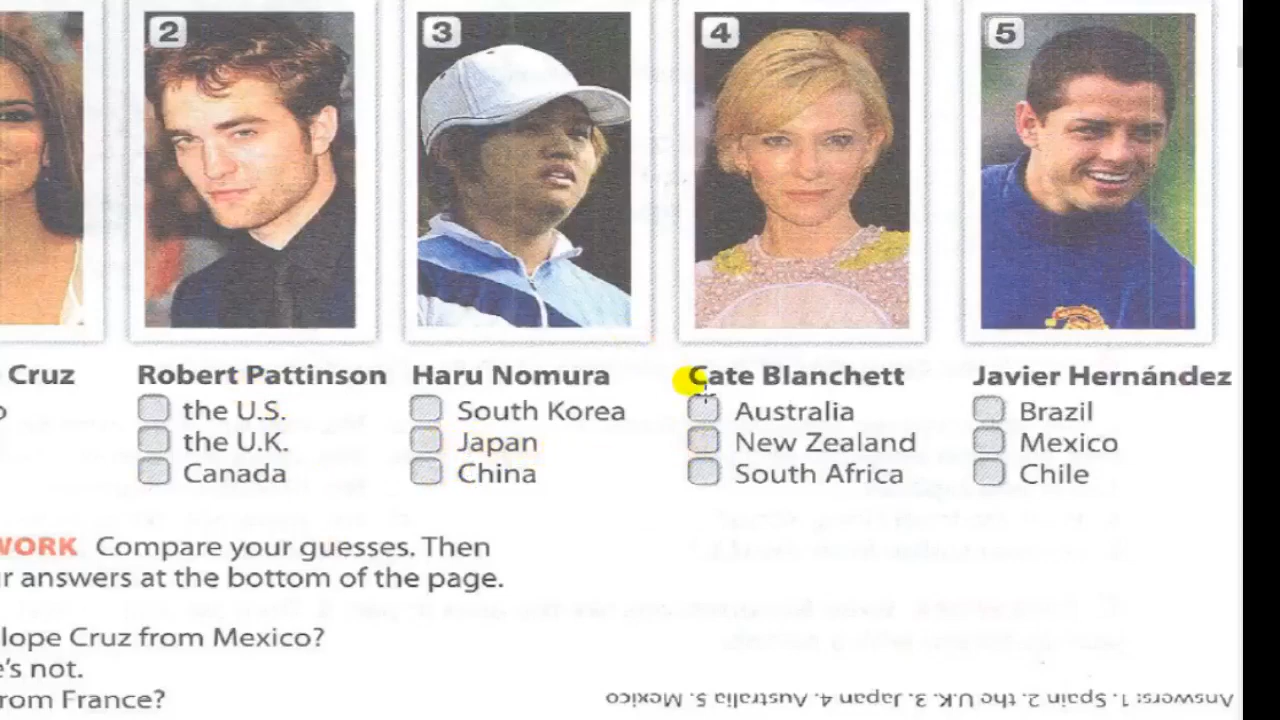 2
3
4
5
Cruz
Robert Pattinson
the U.S.
the U.K.
Canada
Haru Nomura
South Korea
Japan
China
Cate Blanchett
Australia
New Zealand
South Africa
Javier Hernández
Brazil
Mexico
Chile
WORK Compare your guesses. Then
r answers at the bottom of the page.
lope Cruz from Mexico?
e's not.
rom France?
Answers: 1. Spain 2. the U.K. 3. Japan 4. Australia 5. Mexico